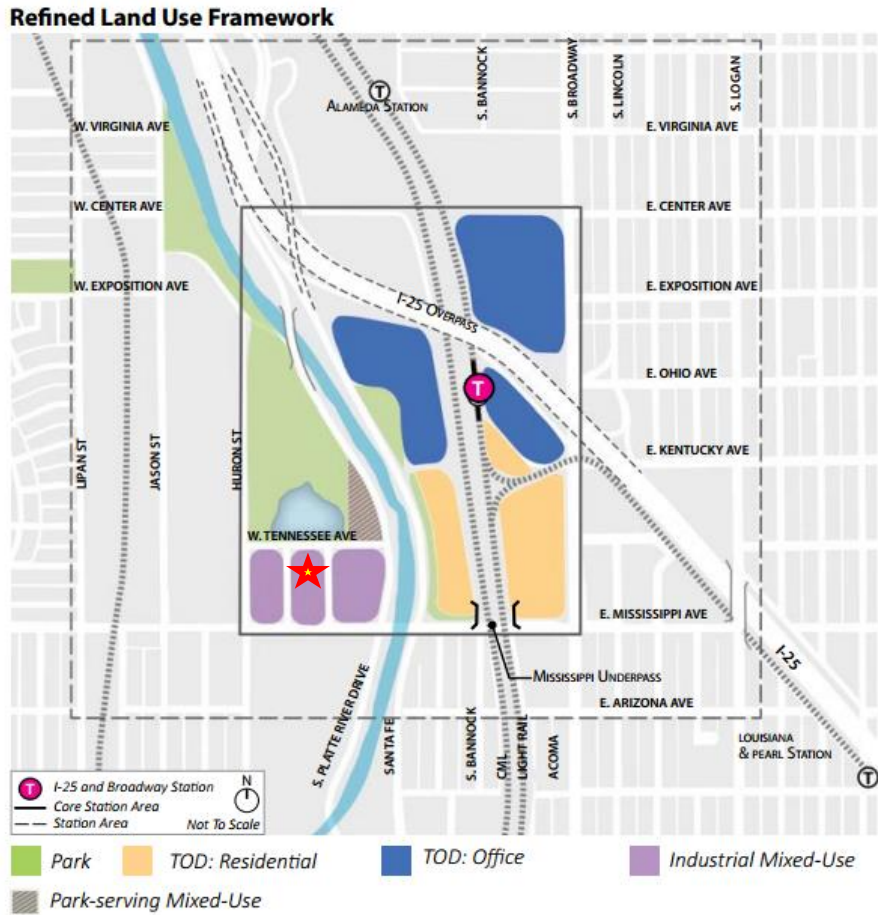 Refined Land Use Framework
T
ALAMEDA STATION
S. BANNOCK
S. BROADWAY
S. LINCOLN
S. LOGAN
W. VIRGINIA AVE
E. VIRGINIA AVE
W. CENTER AVE
E. CENTER AVE
W. EXPOSITION AVE
E. EXPOSITION AVE
I-25 OVERPASS
T
E. OHIO AVE
LIPAN ST
JASON ST
HURON ST
E. KENTUCKY AVE
W. TENNESSEE AVE
E. MISSISSIPPI AVE
MISSISSIPPI UNDERPASS
I-25
E. ARIZONA AVE
S. PLATTE RIVER DRIVE
SANTA FE
S. BANNOCK
CML
LIGHT RAIL
ACOMA
LOUISIANA
& PEARL STATION
T
T I-25 and Broadway Station
Core Station Area
Station Area
N
Not To Scale
Park
TOD: Residential
TOD: Office
Industrial Mixed-Use
Park-serving Mixed-Use